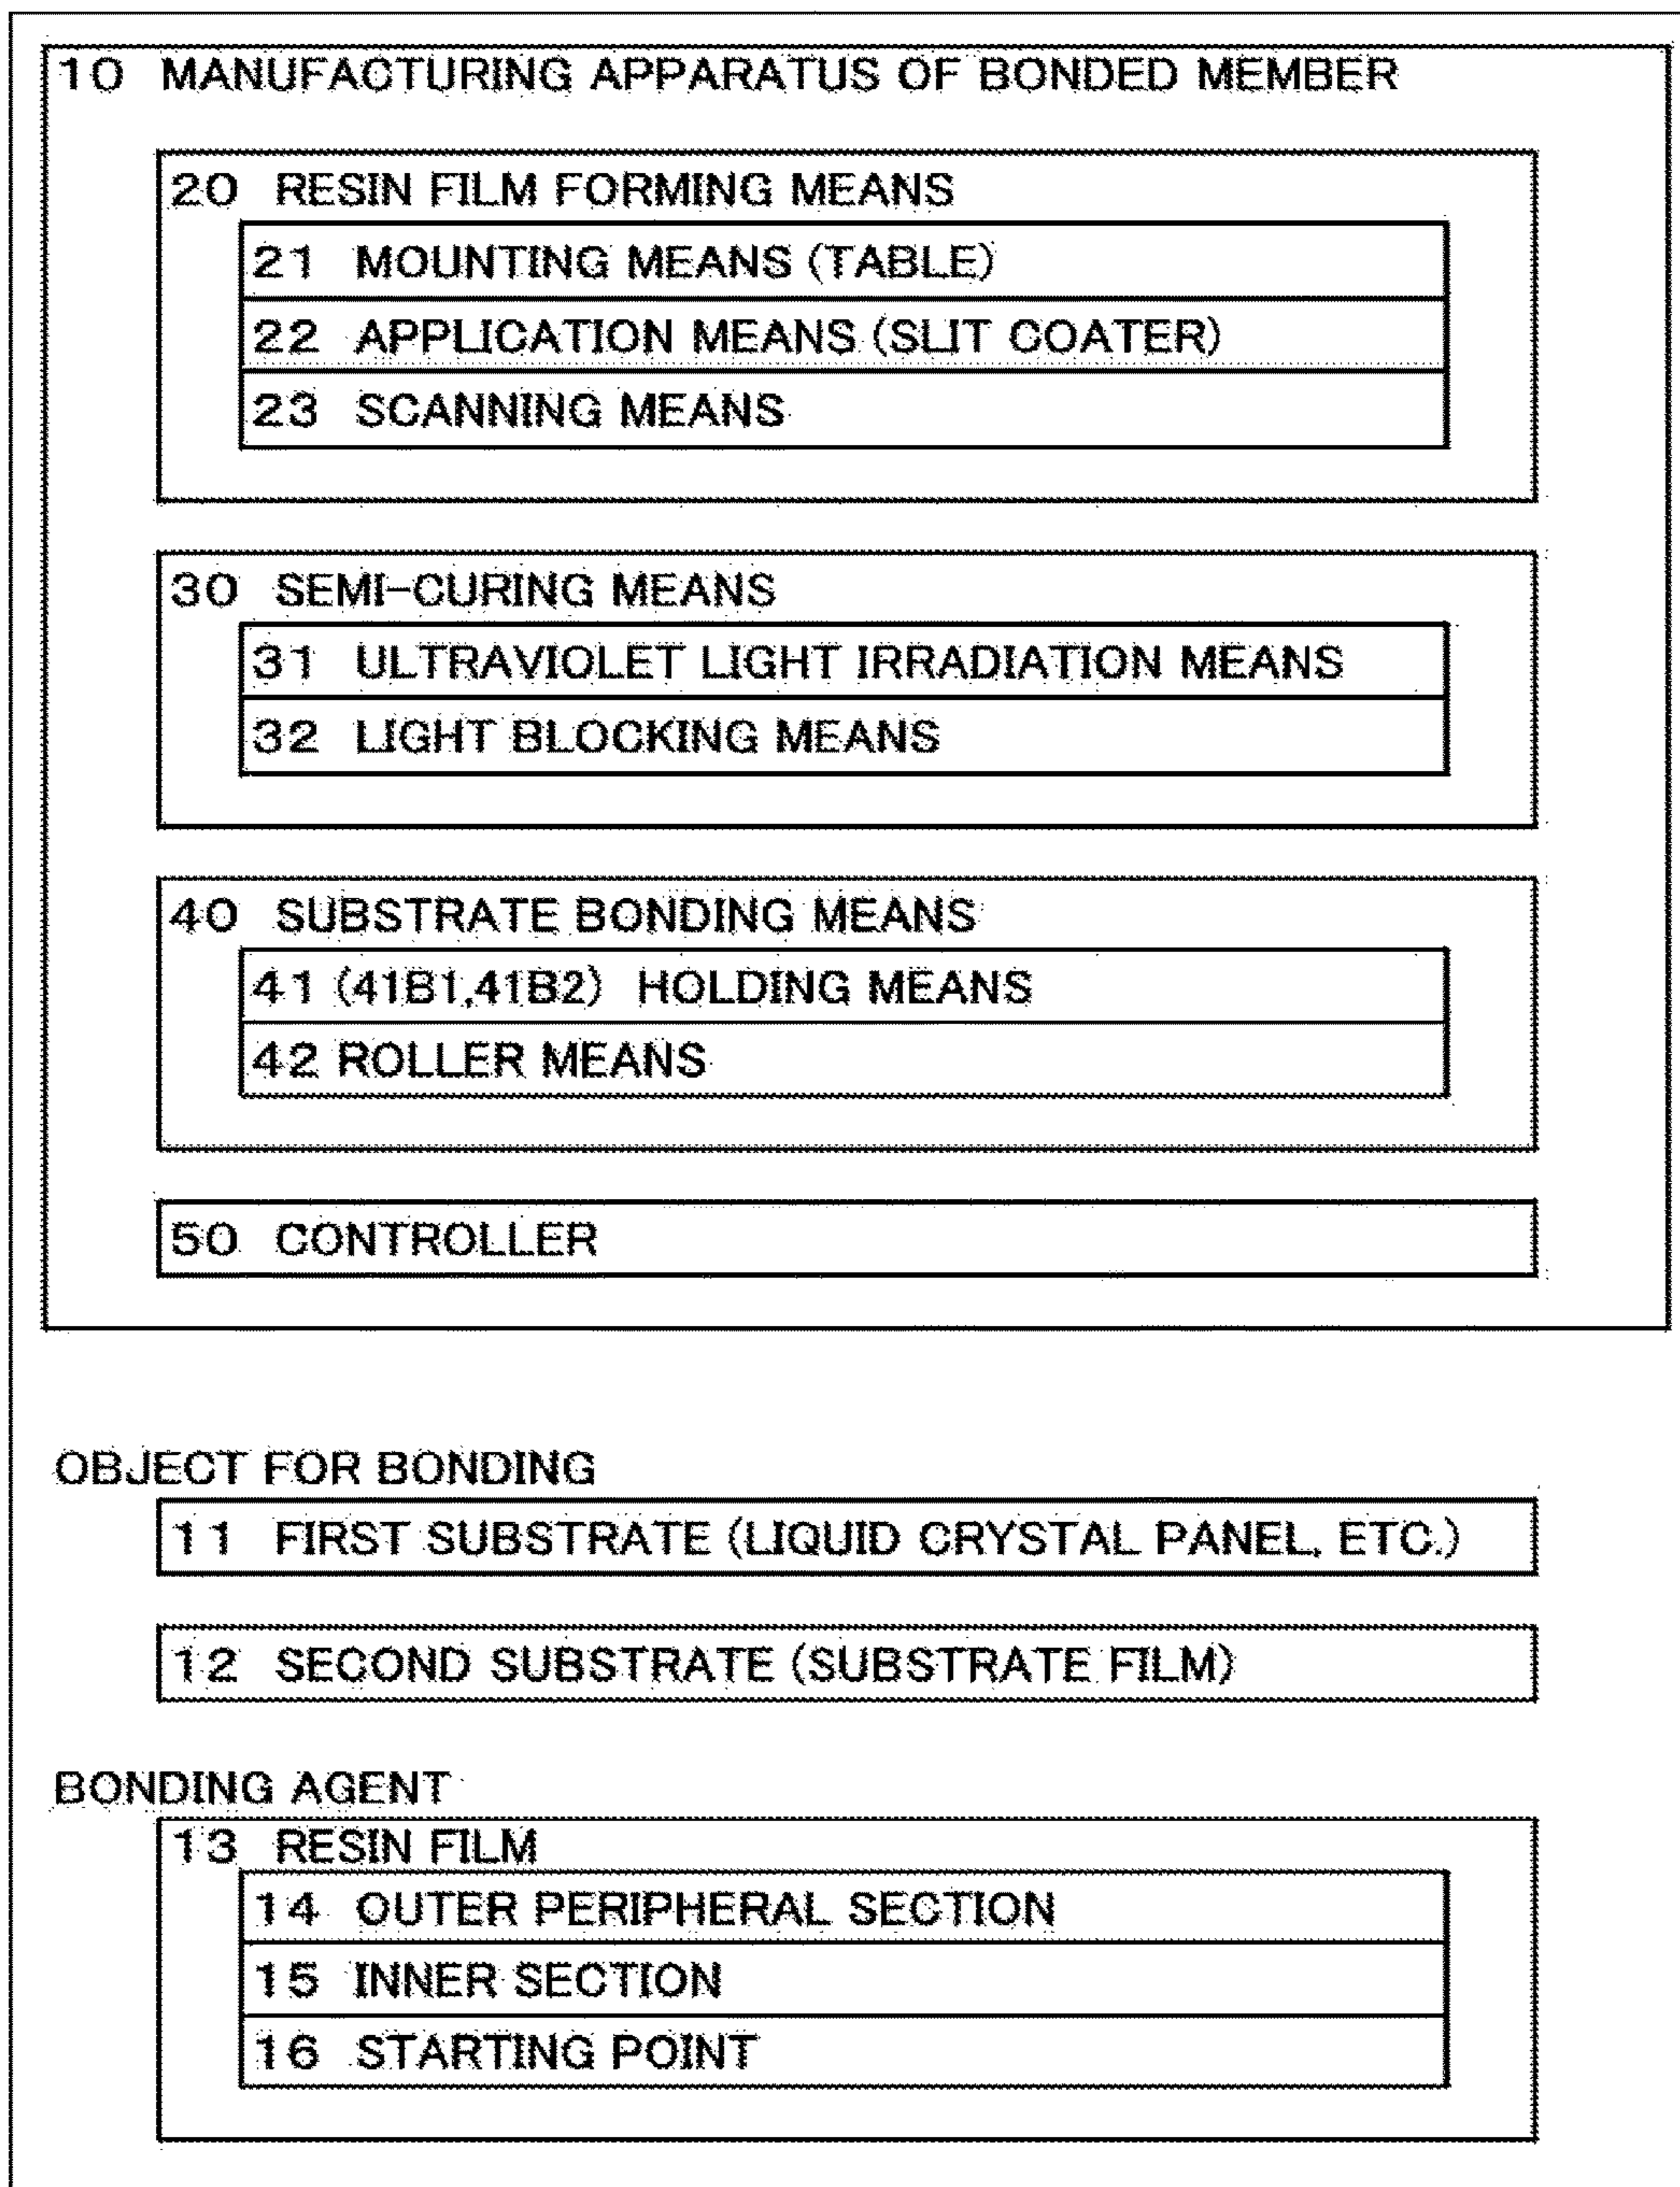 10 MANUFACTURING APPARATUS OF BONDED MEMBER
20 RESIN FILM FORMING MEANS
21 MOUNTING MEANS (TABLE)
22 APPLICATION MEANS (SLIT COATER)
23 SCANNING MEANS
30 SEMI-CURING MEANS
31 ULTRAVIOLET LIGHT IRRADIATION MEANS
32 LIGHT BLOCKING MEANS
40 SUBSTRATE BONDING MEANS
41 (41B1,41B2) HOLDING MEANS
42 ROLLER MEANS
50 CONTROLLER
OBJECT FOR BONDING
11 FIRST SUBSTRATE (LIQUID CRYSTAL PANEL, ETC.)
12 SECOND SUBSTRATE (SUBSTRATE FILM)
BONDING AGENT
13 RESIN FILM
14 OUTER PERIPHERAL SECTION
15 INNER SECTION
16 STARTING POINT